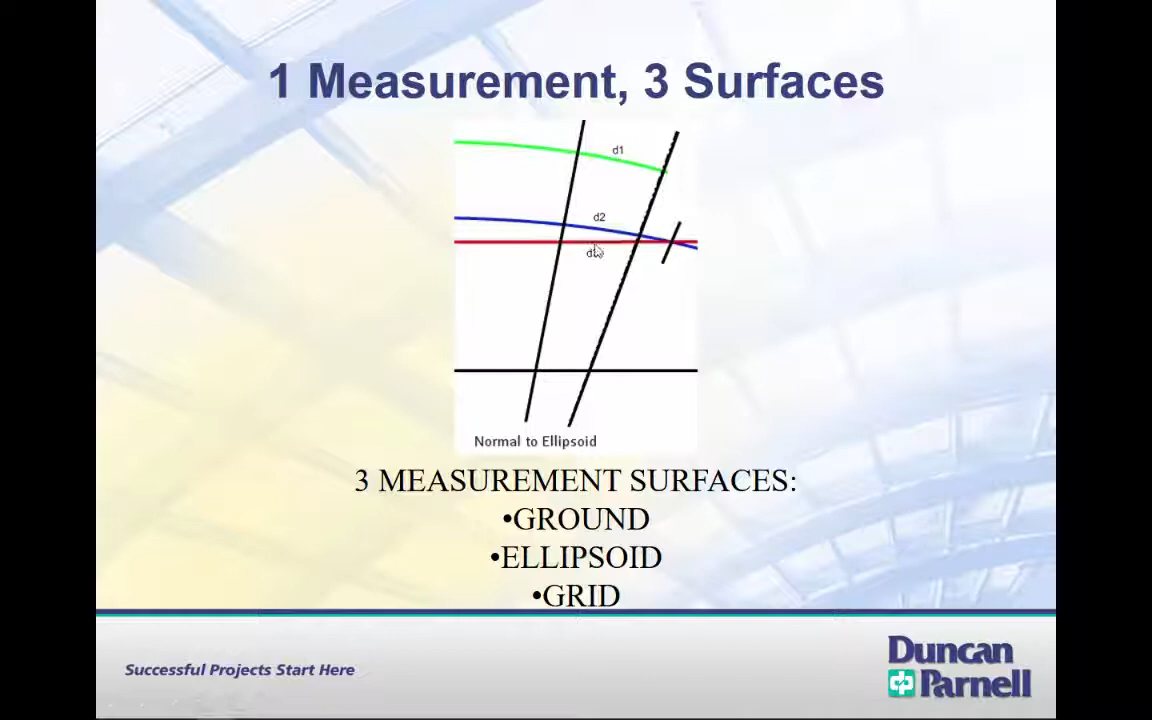 1 Measurement, 3 Surfaces
d1
d2
Normal to Ellipsoid
3 MEASUREMENT SURFACES:
•GROUND
•ELLIPSOID
•GRID
Successful Projects Start Here
Duncan
Parnell